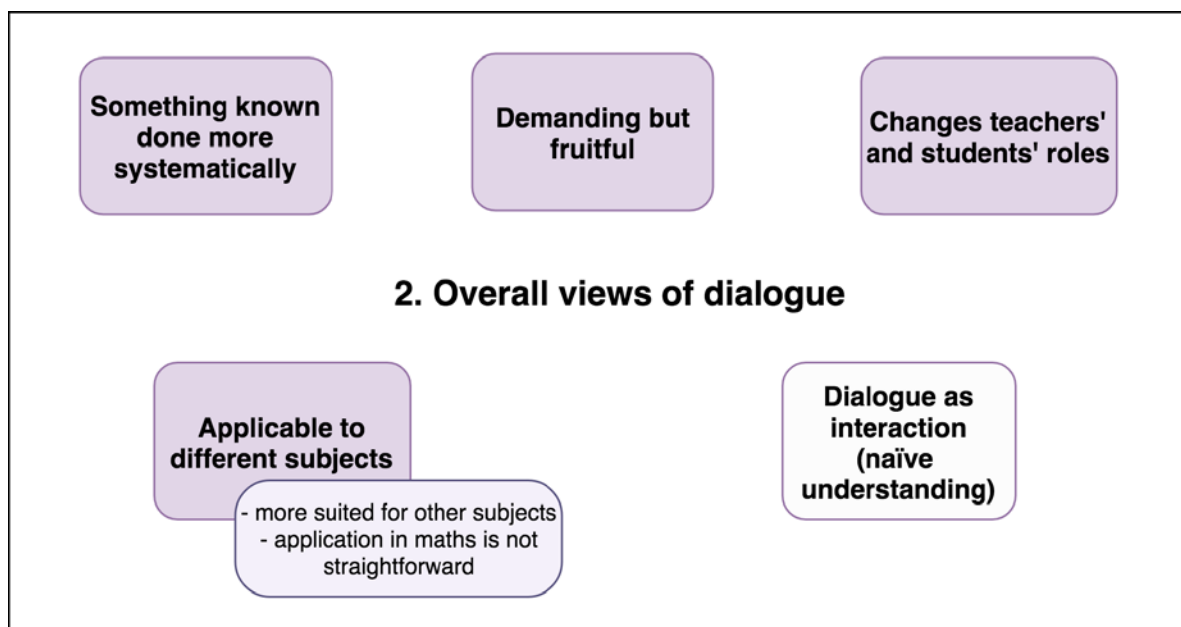 Something known
done more
systematically
Demanding but
fruitful
Changes teachers'
and students' roles
2. Overall views of dialogue
Applicable to
different subjects
- more suited for other subjects
- application in maths is not
straightforward
Dialogue as
interaction
(naïve
understanding)